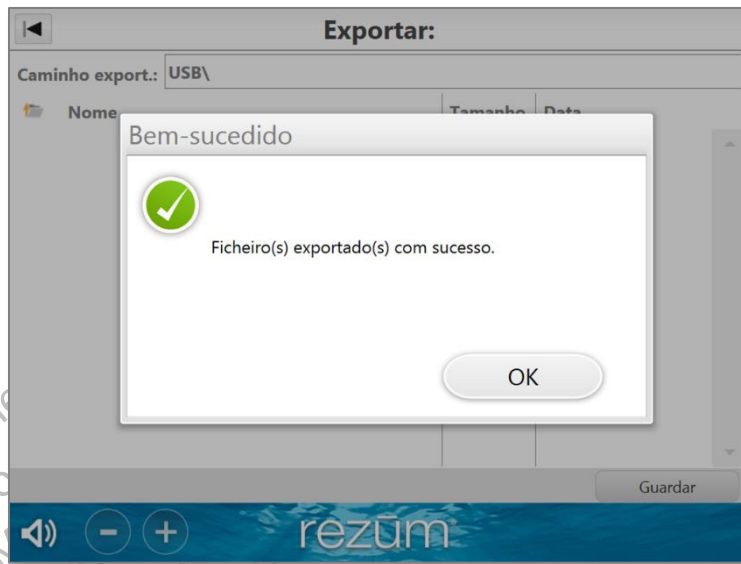 Exportar:
Caminho export.: USB\
Nome Tamanho Data
Bem-sucedido
Ficheiro(s) exportado(s) com sucesso.
OK
Guardar
rezūm